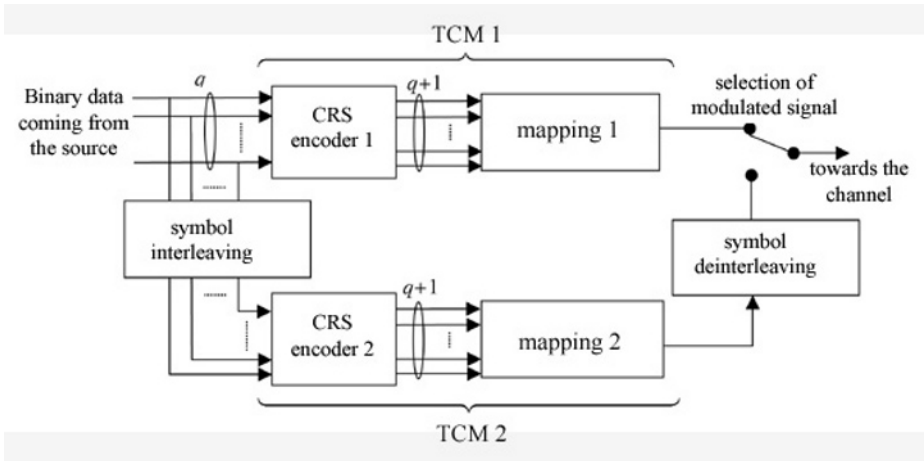 TCM 1
q
q+1
Binary data
coming from
the source
CRS
encoder 1
mapping 1
selection of
modulated signal
towards the
channel
symbol
interleaving
symbol
deinterleaving
q+1
CRS
encoder 2
mapping 2
TCM 2